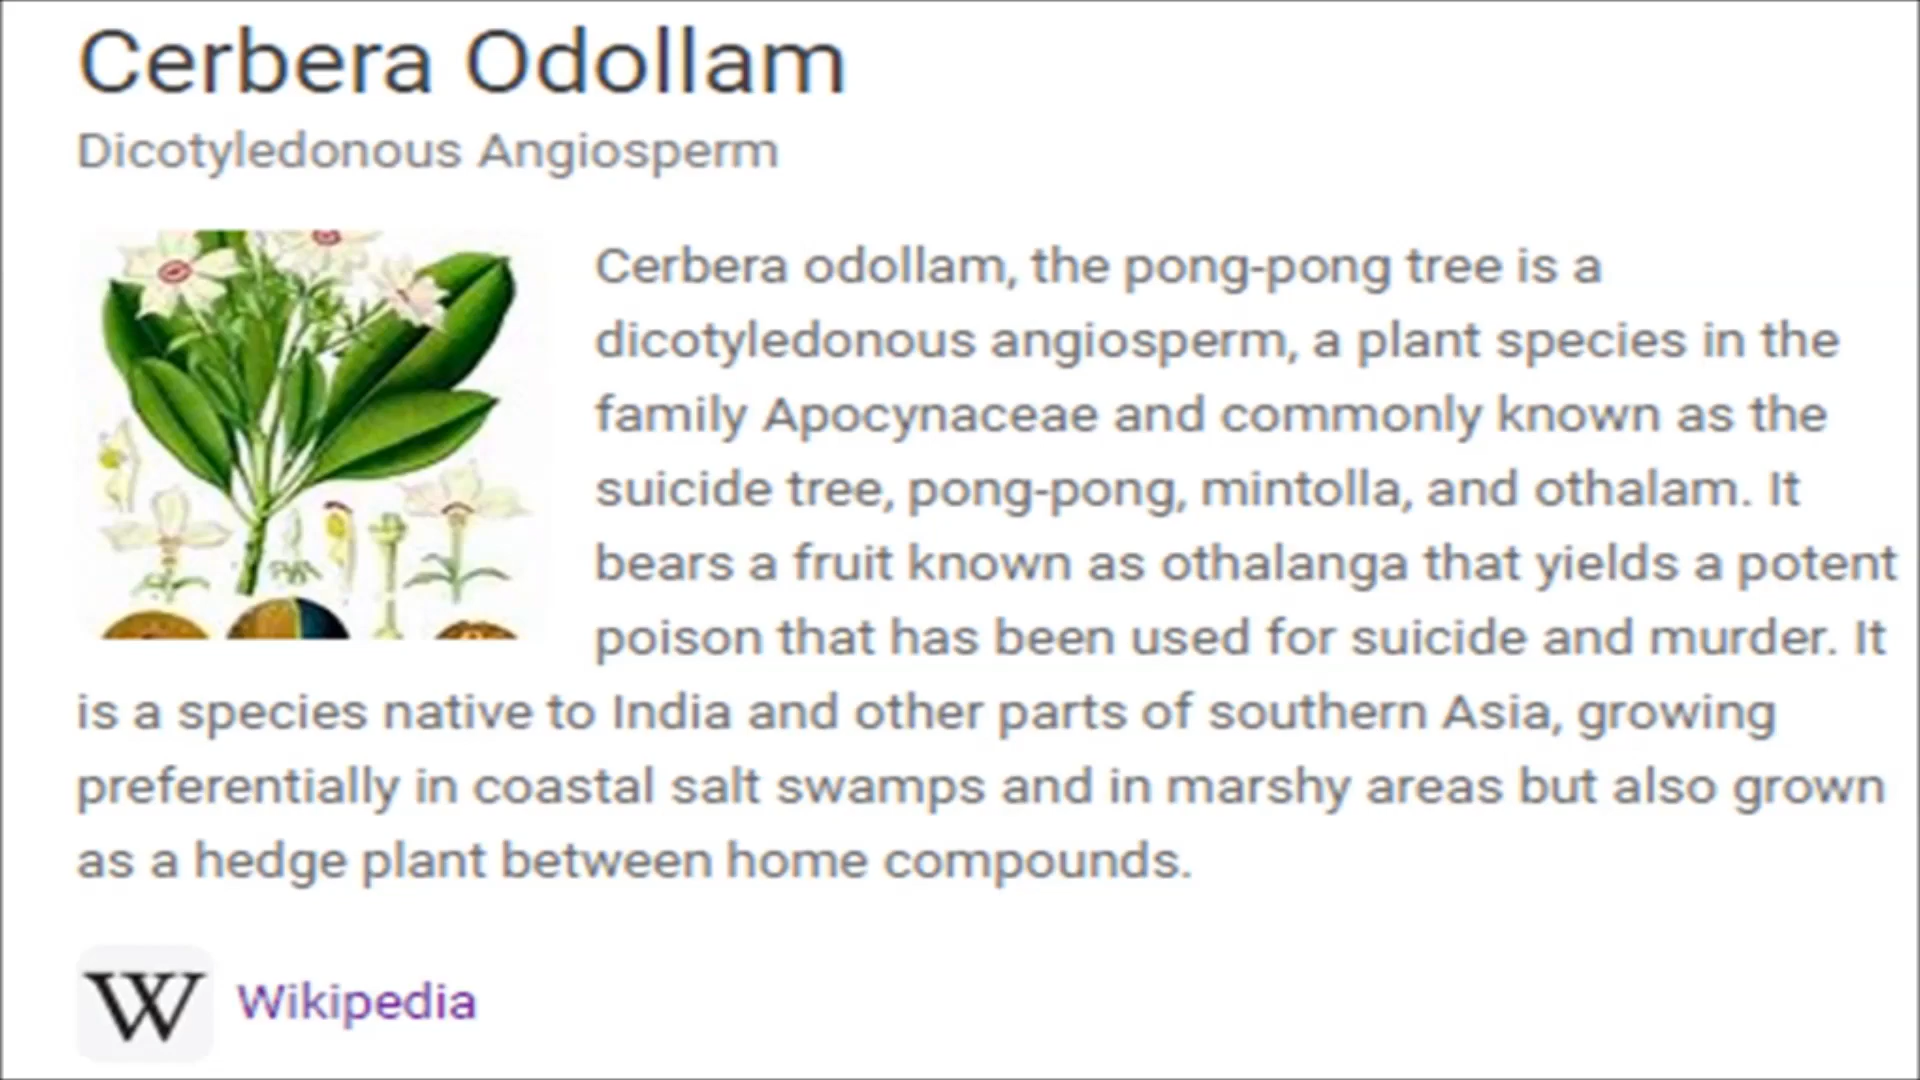 Cerbera Odollam
Dicotyledonous Angiosperm
Cerbera odollam, the pong-pong tree is a
dicotyledonous angiosperm, a plant species in the
family Apocynaceae and commonly known as the
suicide tree, pong-pong, mintolla, and othalam. It
bears a fruit known as othalanga that yields a potent
poison that has been used for suicide and murder. It
is a species native to India and other parts of southern Asia, growing
preferentially in coastal salt swamps and in marshy areas but also grown
as a hedge plant between home compounds.
W Wikipedia